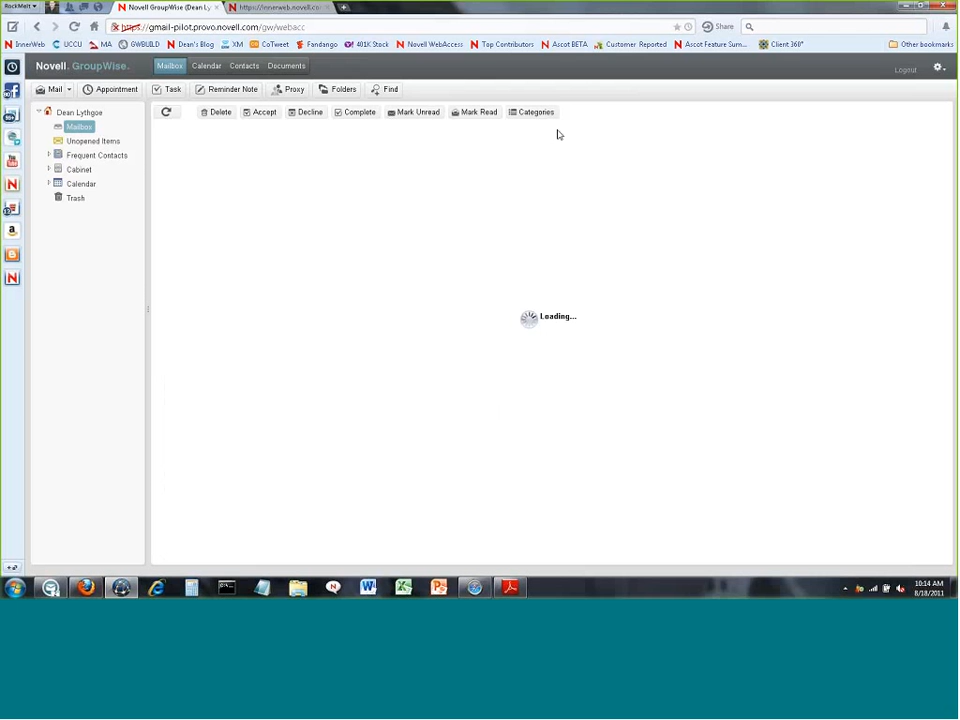 RockMelt
Novell GroupWise (Dean Ly
https://innerweb.novell.co
https://gmail-pilot.provo.novell.com/gw/webacc
Share
InnerWeb UCCU MA GWBUILD Dean's Blog XM CoTweet Fandango 401K Stock Novell WebAccess Top Contributors Ascot BETA Customer Reported Ascot Feature Sum... Client 360° Other bookmarks
Novell. GroupWise. Mailbox Calendar Contacts Documents
Logout
Mail Appointment Task Reminder Note Proxy Folders Find
Dean Lythgoe
Delete Accept Decline Complete Mark Unread Mark Read Categories
Mailbox
Unopened Items
Frequent Contacts
Cabinet
Calendar
Trash
Loading...
10:14 AM
8/18/2011